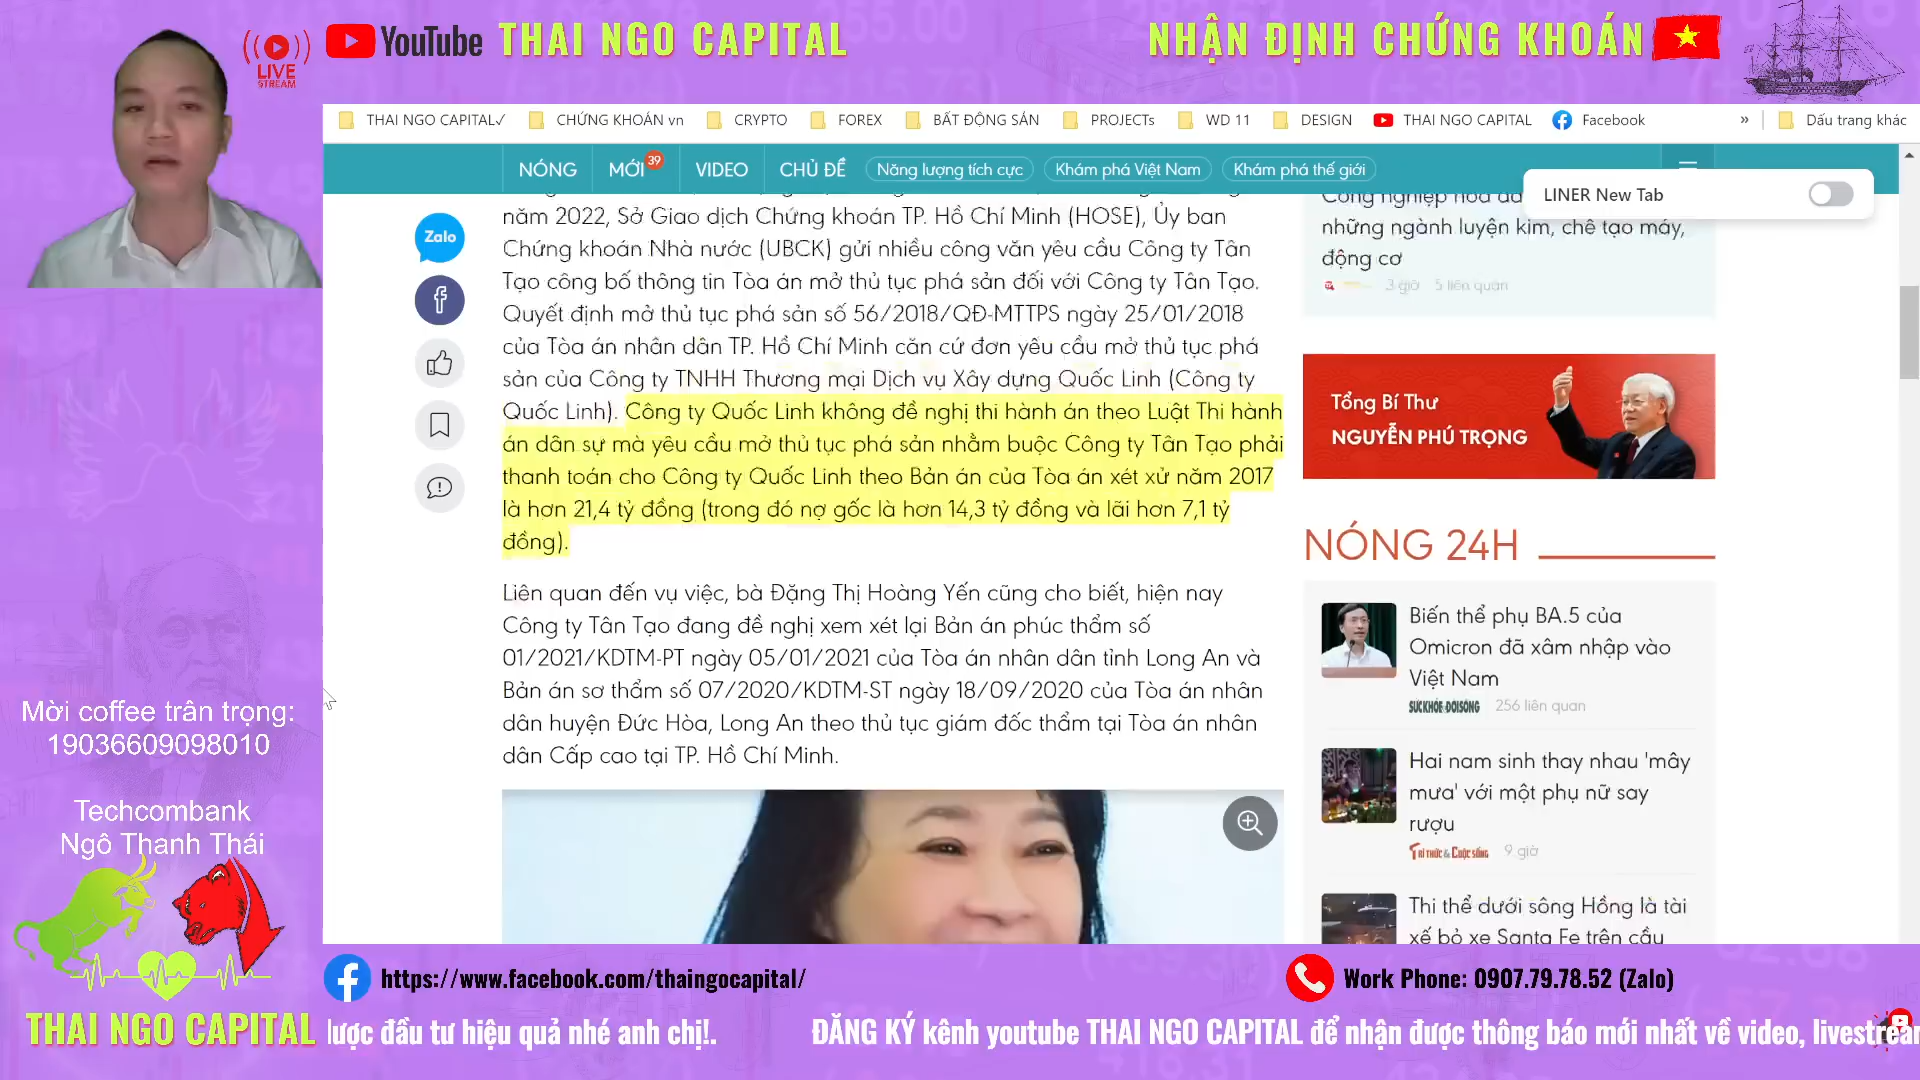 LIVE
STREAM
YouTube THAI NGO CAPITAL
NHẬN ĐỊNH CHỨNG KHOÁN
THAI NGO CAPITAL✓ CHỨNG KHOÁN vn CRYPTO FOREX BẤT ĐỘNG SẢN PROJECTs WD 11 DESIGN THAI NGO CAPITAL Facebook » Dấu trang khác
NÓNG MỚI 39 VIDEO CHỦ ĐỀ Năng lượng tích cực Khám phá Việt Nam Khám phá thế giới
LINER New Tab
Zalo
năm 2022, Sở Giao dịch Chứng khoán TP. Hồ Chí Minh (HOSE), Ủy ban
Chứng khoán Nhà nước (UBCK) gửi nhiều công văn yêu cầu Công ty Tân
Tạo công bố thông tin Tòa án mở thủ tục phá sản đối với Công ty Tân Tạo.
Quyết định mở thủ tục phá sản số 56/2018/QĐ-MTTPS ngày 25/01/2018
của Tòa án nhân dân TP. Hồ Chí Minh căn cứ đơn yêu cầu mở thủ tục phá
sản của Công ty TNHH Thương mại Dịch vụ Xây dựng Quốc Linh (Công ty
Quốc Linh). Công ty Quốc Linh không đề nghị thi hành án theo Luật Thi hành
án dân sự mà yêu cầu mở thủ tục phá sản nhằm buộc Công ty Tân Tạo phải
thanh toán cho Công ty Quốc Linh theo Bản án của Tòa án xét xử năm 2017
là hơn 21,4 tỷ đồng (trong đó nợ gốc là hơn 14,3 tỷ đồng và lãi hơn 7,1 tỷ
đồng).
Liên quan đến vụ việc, bà Đặng Thị Hoàng Yến cũng cho biết, hiện nay
Công ty Tân Tạo đang đề nghị xem xét lại Bản án phúc thẩm số
01/2021/KDTM-PT ngày 05/01/2021 của Tòa án nhân dân tỉnh Long An và
Bản án sơ thẩm số 07/2020/KDTM-ST ngày 18/09/2020 của Tòa án nhân
dân huyện Đức Hòa, Long An theo thủ tục giám đốc thẩm tại Tòa án nhân
dân Cấp cao tại TP. Hồ Chí Minh.
Công nghiệp hóa
những ngành luyện kim, chế tạo máy,
động cơ
3 giờ 5 liên quan
Tổng Bí Thư
NGUYỄN PHÚ TRỌNG
NÓNG 24H
Biến thể phụ BA.5 của
Omicron đã xâm nhập vào
Việt Nam
SỨC KHỎE ĐỜI SỐNG 256 liên quan
Hai nam sinh thay nhau 'mây
mưa' với một phụ nữ say
rượu
TRI THỨC & CUỘC SỐNG 9 giờ
Thi thể dưới sông Hồng là tài
xế bỏ xe Santa Fe trên cầu
Mời coffee trân trọng:
19036609098010
Techcombank
Ngô Thanh Thái
THAI NGO CAPITAL
https://www.facebook.com/thaingocapital/
Work Phone: 0907.79.78.52 (Zalo)
lược đầu tư hiệu quả nhé anh chị!. ĐĂNG KÝ kênh youtube THAI NGO CAPITAL để nhận được thông báo mới nhất về video, livestream